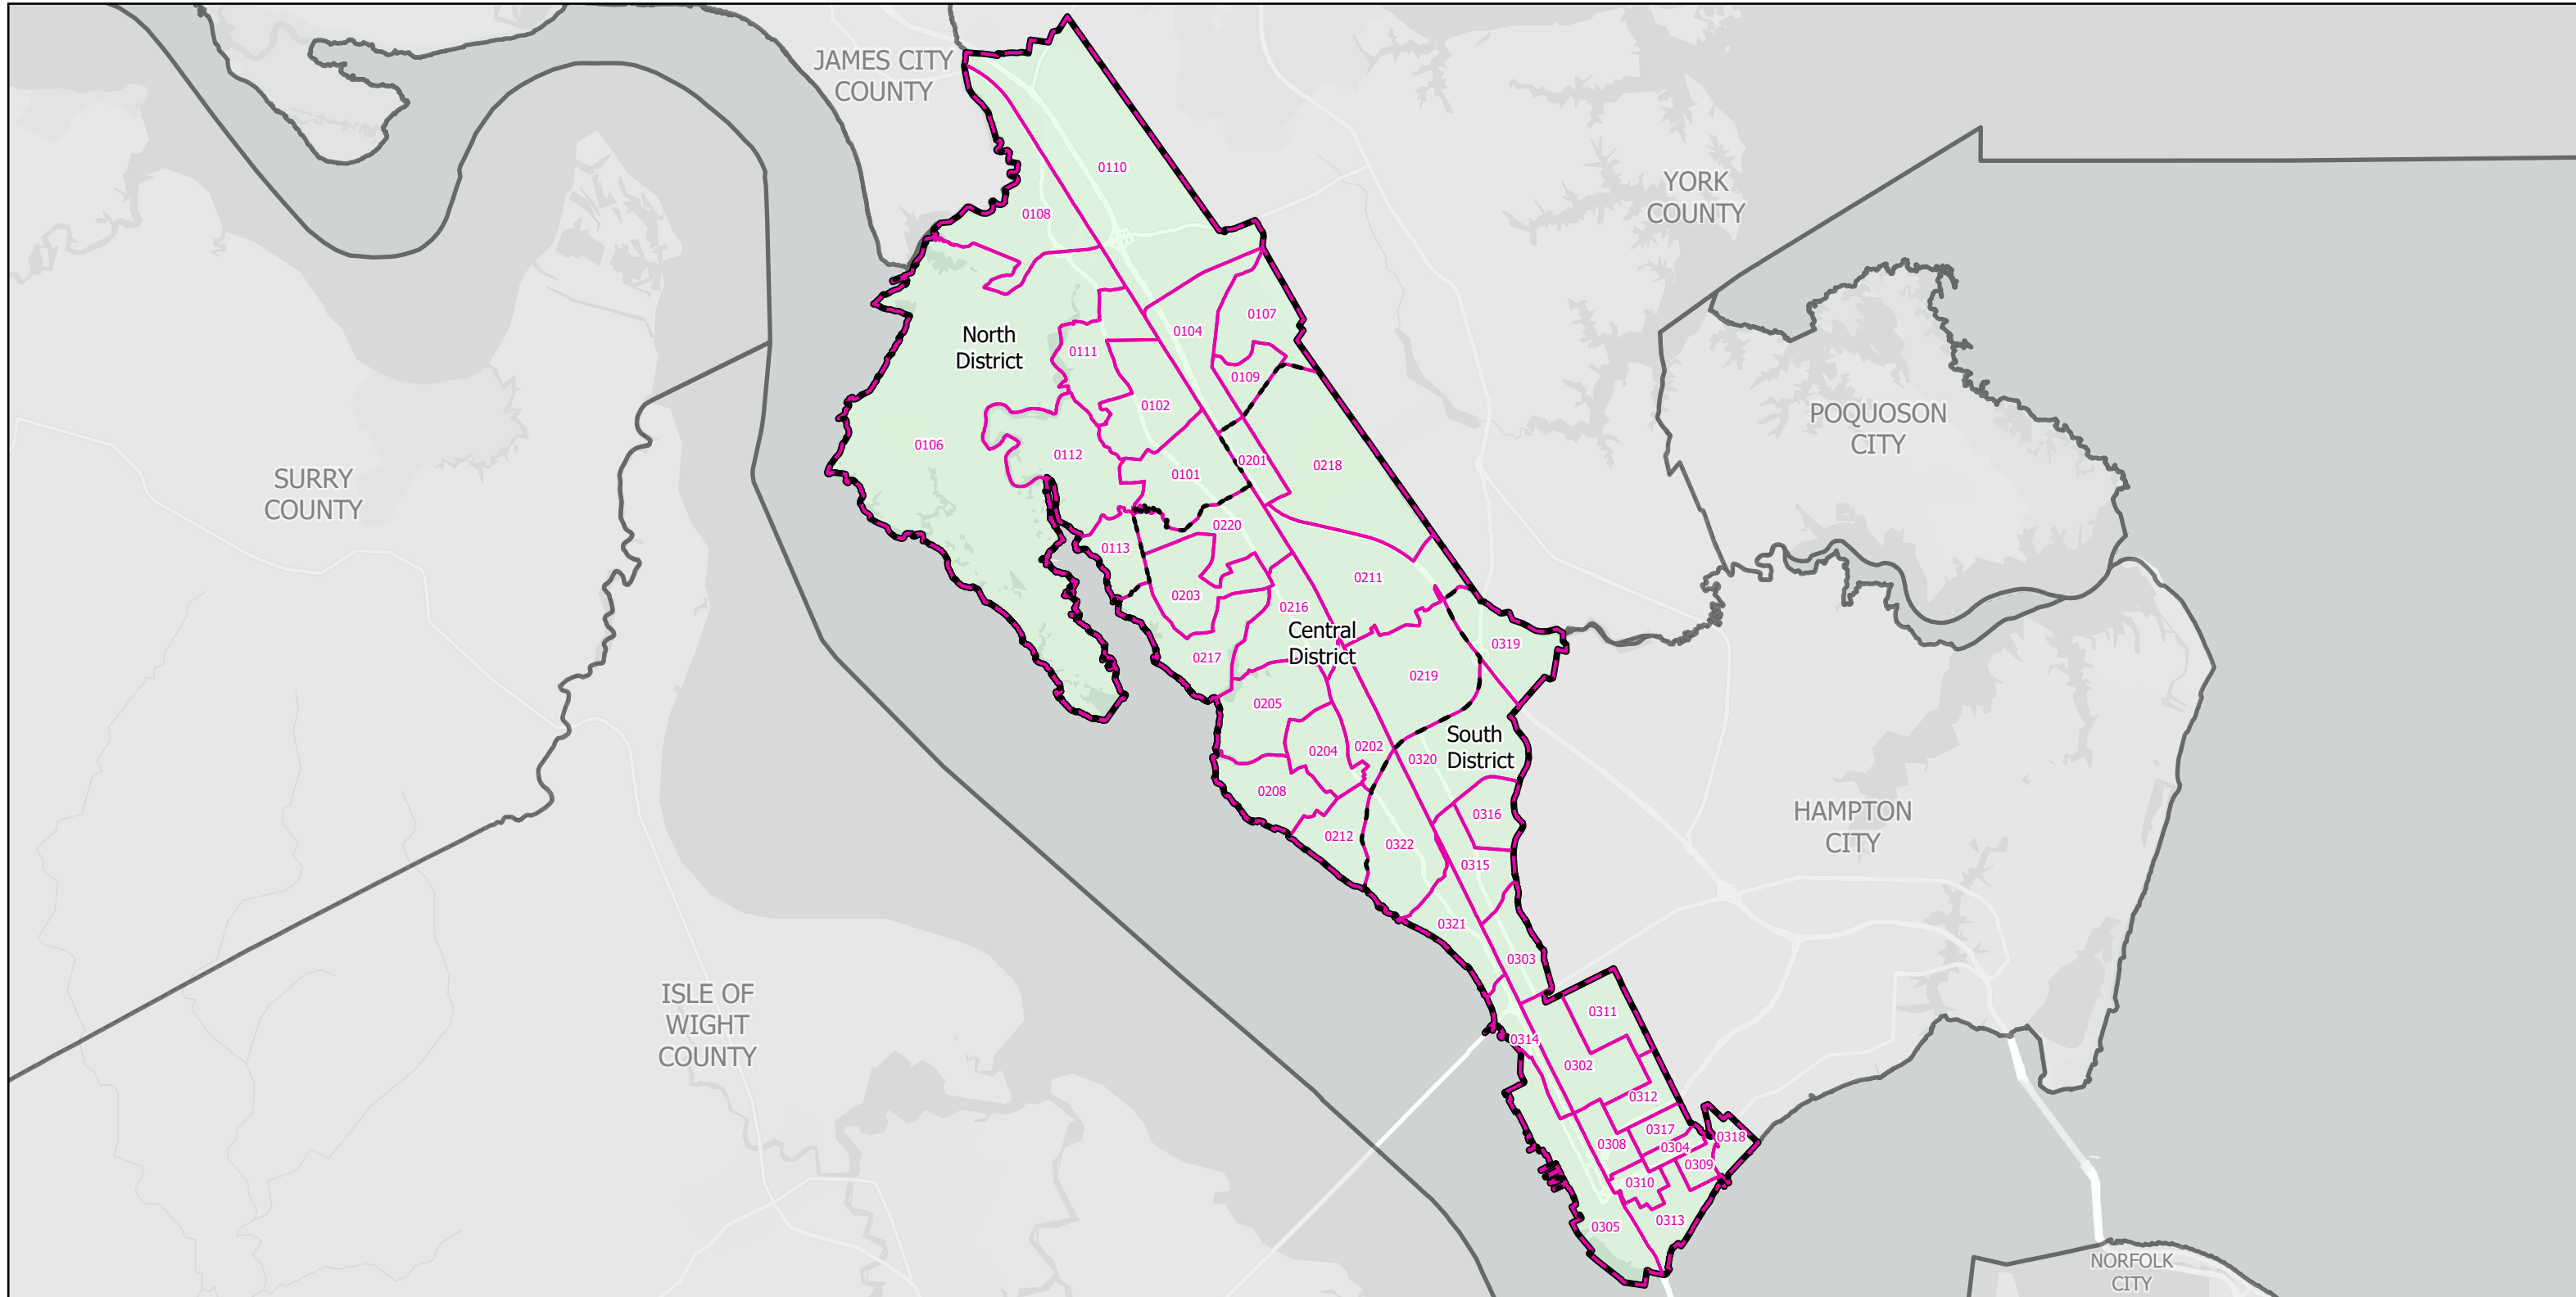 JAMES CITY
COUNTY
0110
YORK
COUNTY
0108
North
District
0107
0104
0111
0109
0102
POQUOSON
CITY
0106
0112
0101
0201
0218
SURRY
COUNTY
0220
0113
0211
0203
0216
Central
District
0319
0217
0219
0205
South
District
0204
0202
0320
0208
0316
HAMPTON
CITY
0212
0322
0315
0321
0303
ISLE OF
WIGHT
COUNTY
0311
0314
0302
0312
0317
0318
0308
0304
0309
0310
0313
0305
NORFOLK
CITY